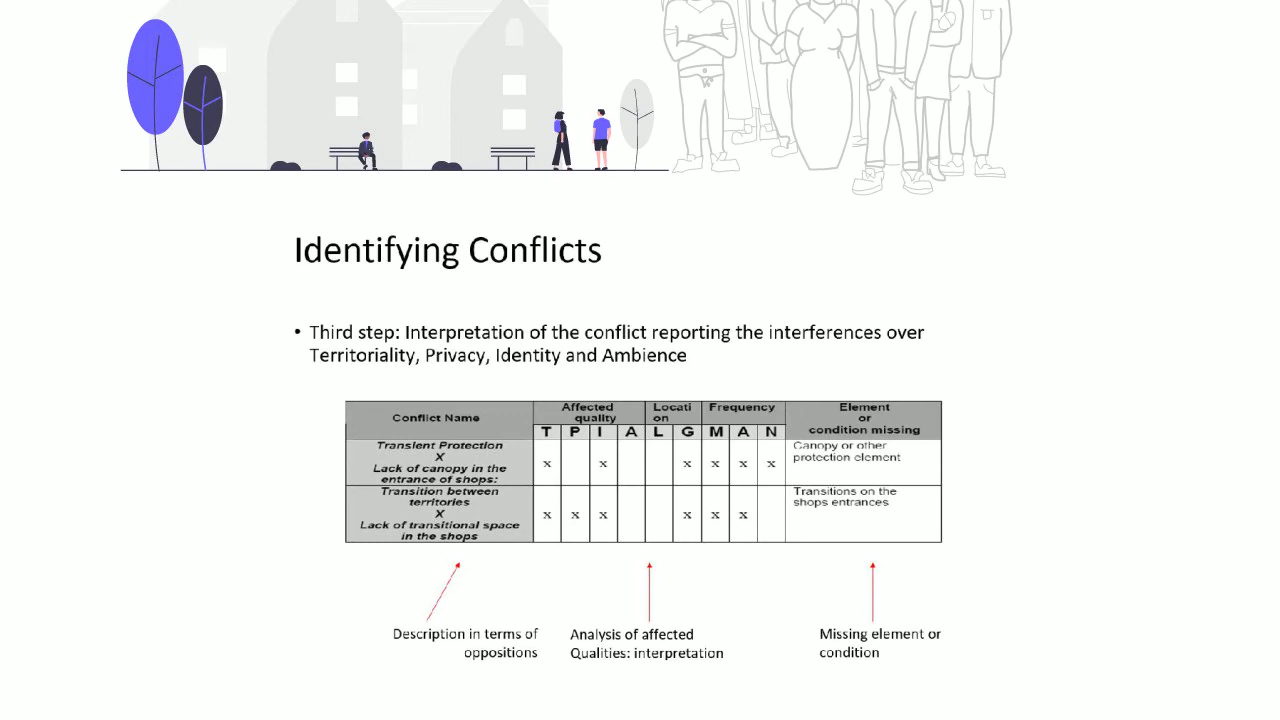 Identifying Conflicts
• Third step: Interpretation of the conflict reporting the interferences over
Territoriality, Privacy, Identity and Ambience
Conflict Name Affected quality Locati on Frequency Element or condition missing
T P I A L G M A N
Transient Protection
X
Lack of canopy in the
entrance of shops:
x x x x x x
Canopy or other
protection element
Transition between
territories
X
Lack of transitional space
in the shops
x x x x x x
Transitions on the
shops entrances
Description in terms of
oppositions
Analysis of affected
Qualities: interpretation
Missing element or
condition